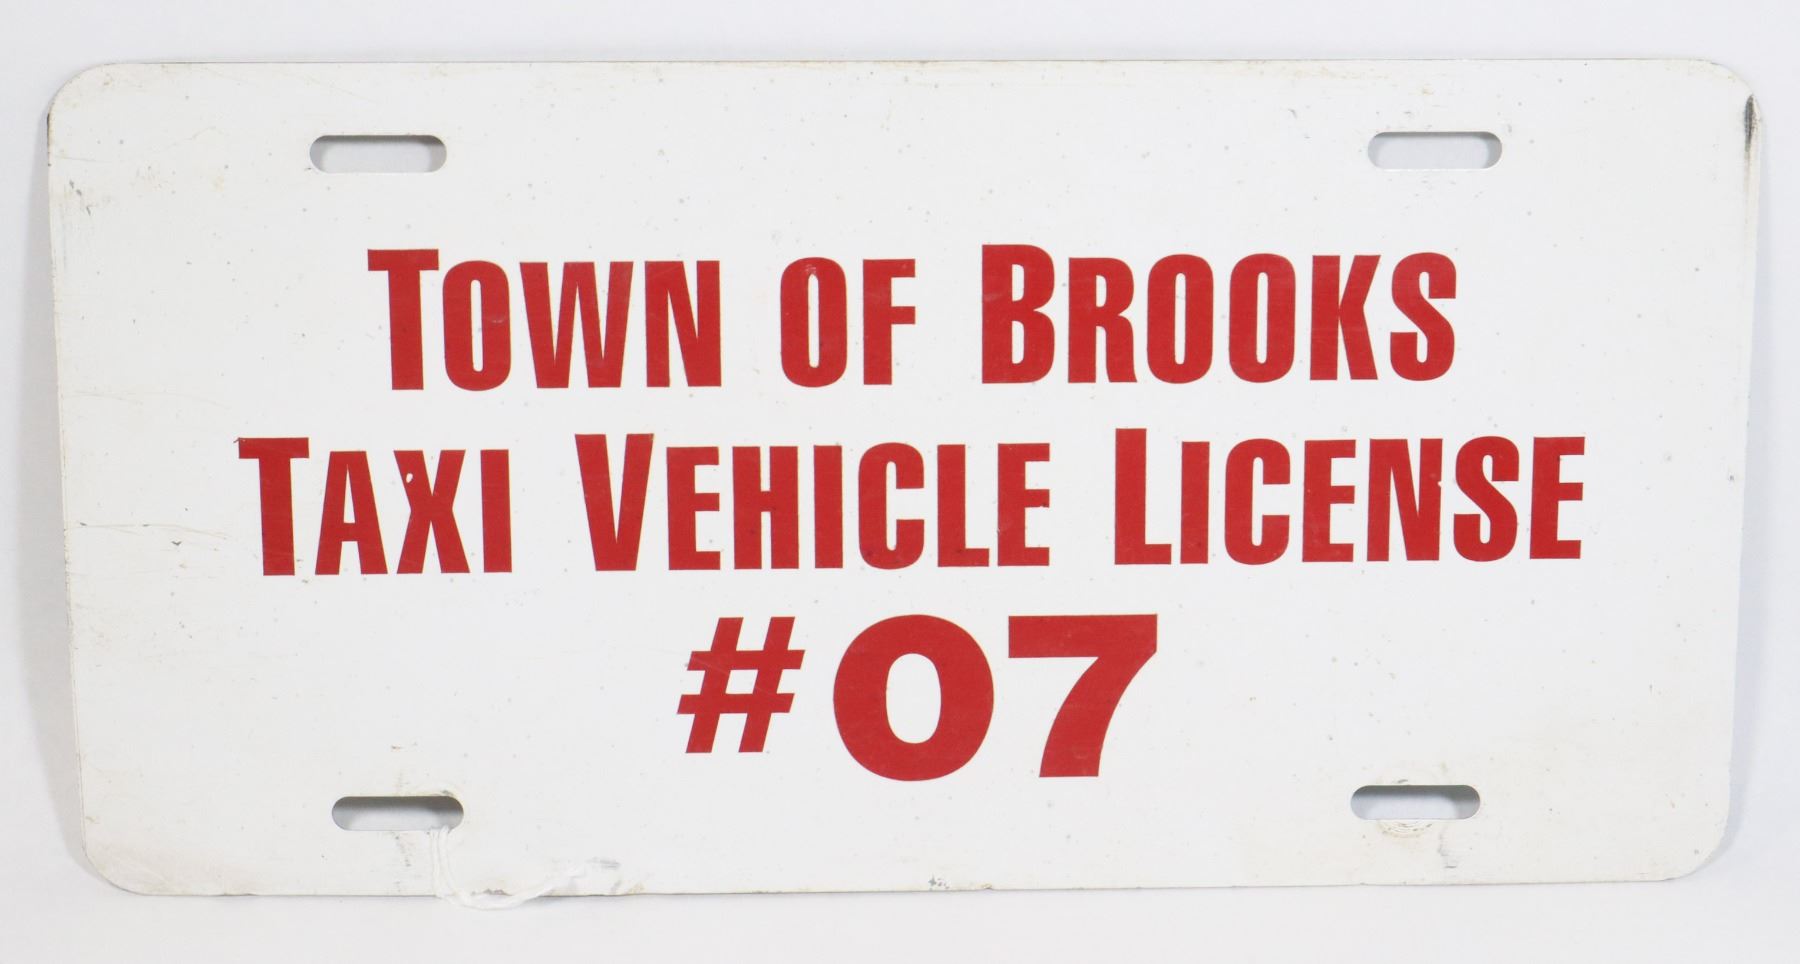 TOWN OF BROOKS
TAXI VEHICLE LICENSE
#07